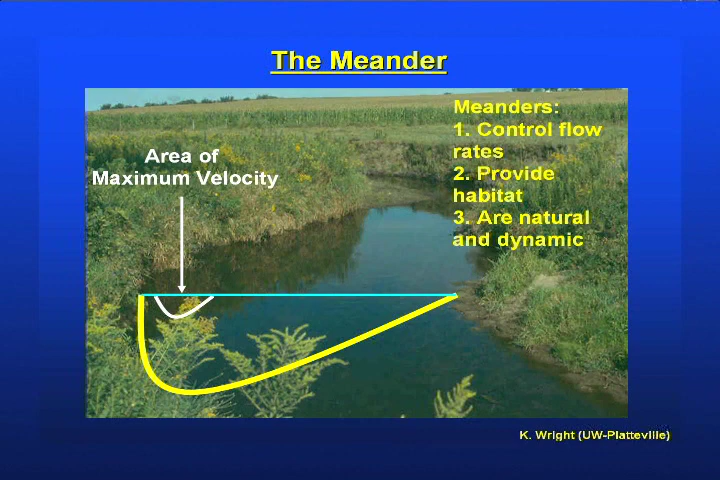 The Meander
Area of
Maximum Velocity
Meanders:
1. Control flow
rates
2. Provide
habitat
3. Are natural
and dynamic
K. Wright (UW-Platteville)